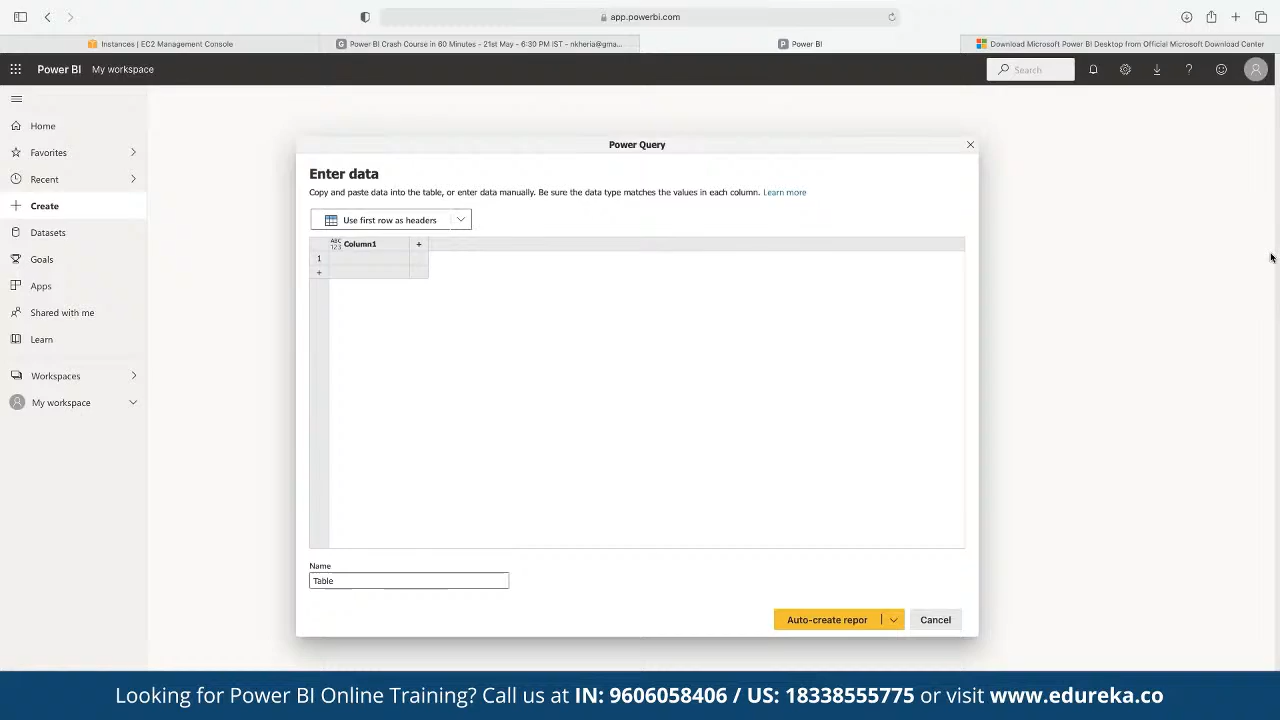 app.powerbi.com
Instances | EC2 Management Console
Power BI Crash Course in 60 Minutes - 21st May - 6:30 PM IST - nkheria@gma...
Power BI
Download Microsoft Power BI Desktop from Official Microsoft Download Center
Power BI My workspace
Search
Home
Favorites
Recent
Create
Datasets
Goals
Apps
Shared with me
Learn
Workspaces
My workspace
Power Query
Enter data
Copy and paste data into the table, or enter data manually. Be sure the data type matches the values in each column. Learn more
Use first row as headers
ABC 123 Column1 +
1
+
Name
Table
Auto-create repor
Cancel
Looking for Power BI Online Training? Call us at IN: 9606058406 / US: 18338555775 or visit www.edureka.co